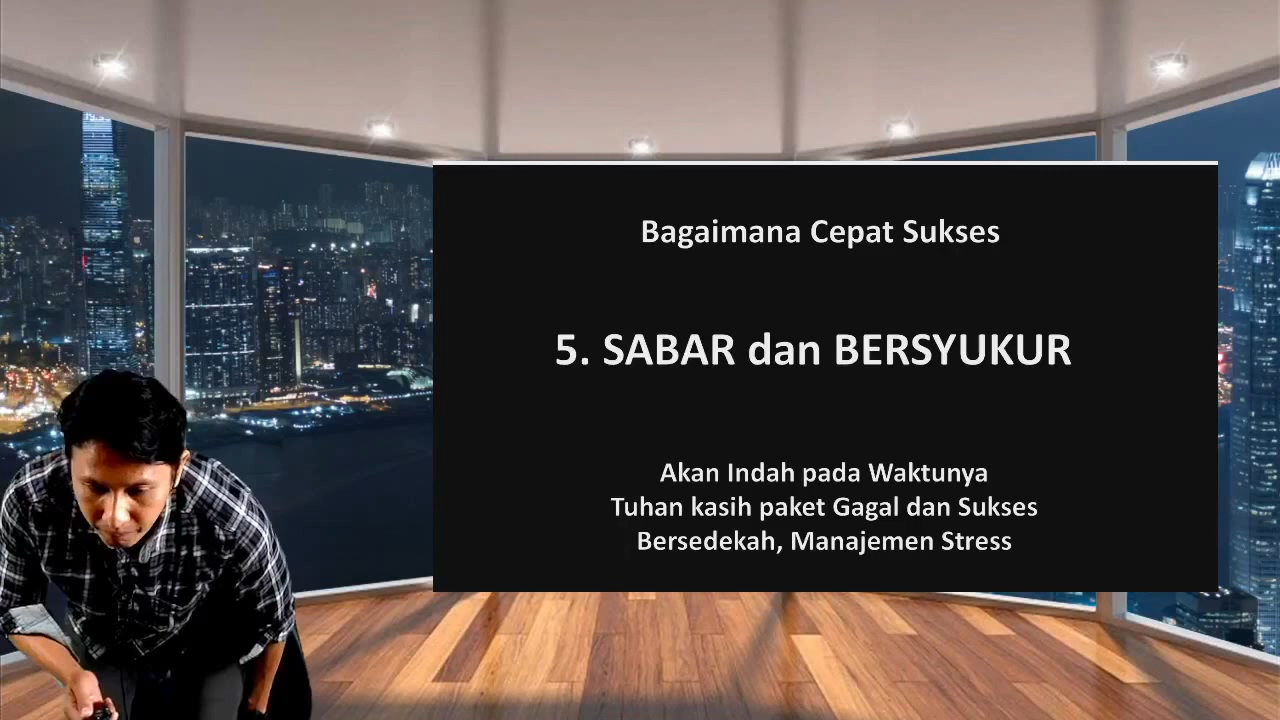 Bagaimana Cepat Sukses
5. SABAR dan BERSYUKUR
Akan Indah pada Waktunya
Tuhan kasih paket Gagal dan Sukses
Bersedekah, Manajemen Stress